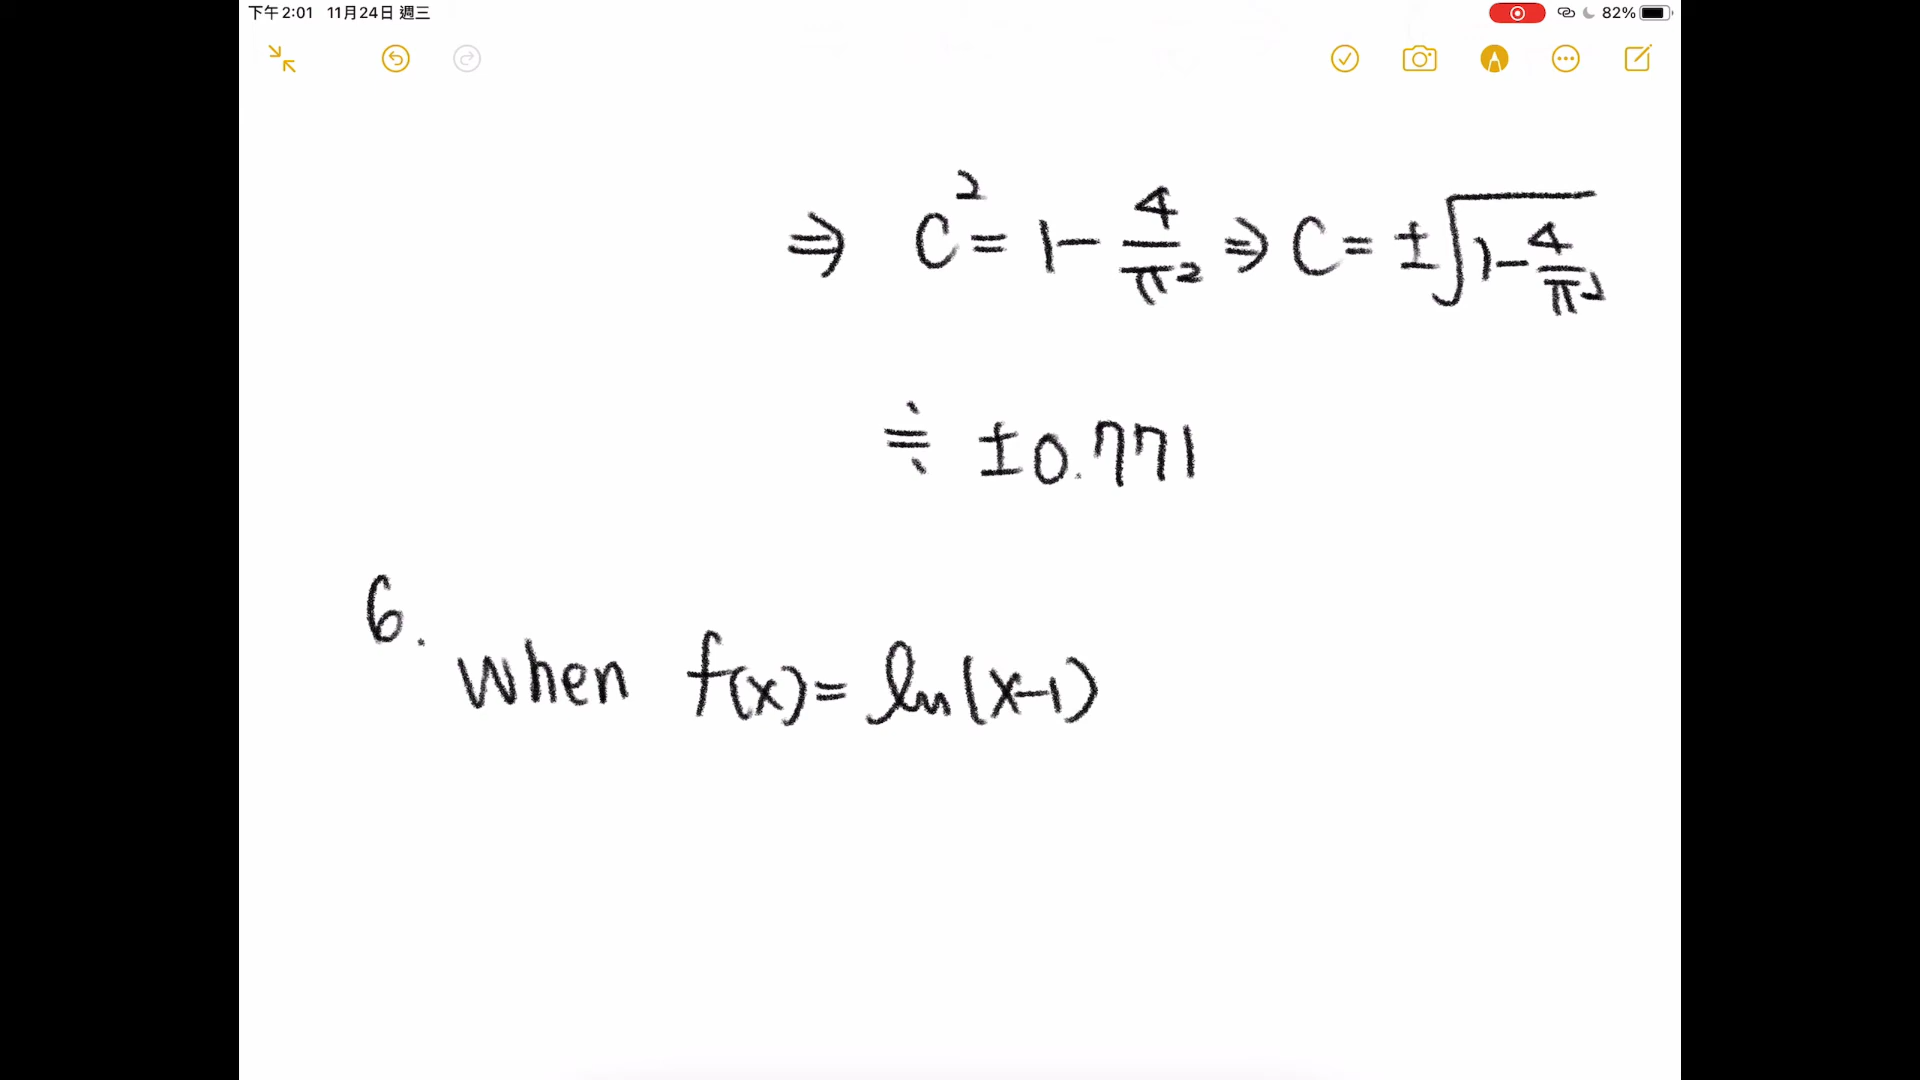 下午2:01 11月24日 週三
82%
⇒ C² = 1 - 4/π² ⇒ C = ±√(1 - 4/π²)
≒ ±0.771
6.
When f(x) = ln(x-1)